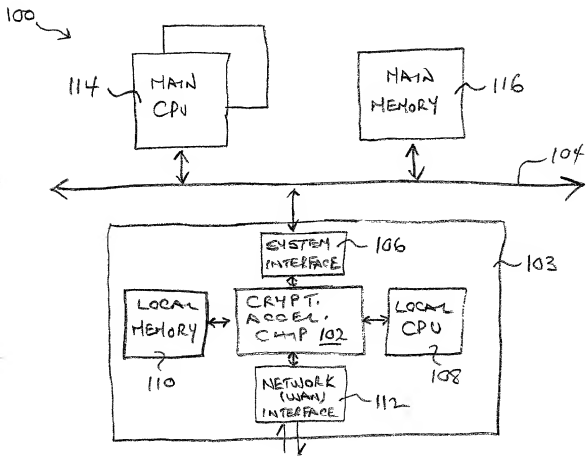 100
114
MAIN
CPU
MAIN
MEMORY
116
104
SYSTEM
INTERFACE
106
103
LOCAL
MEMORY
110
CRYPT.
ACCEL.
CHIP 102
LOCAL
CPU
108
NETWORK
(WAN)
INTERFACE
112